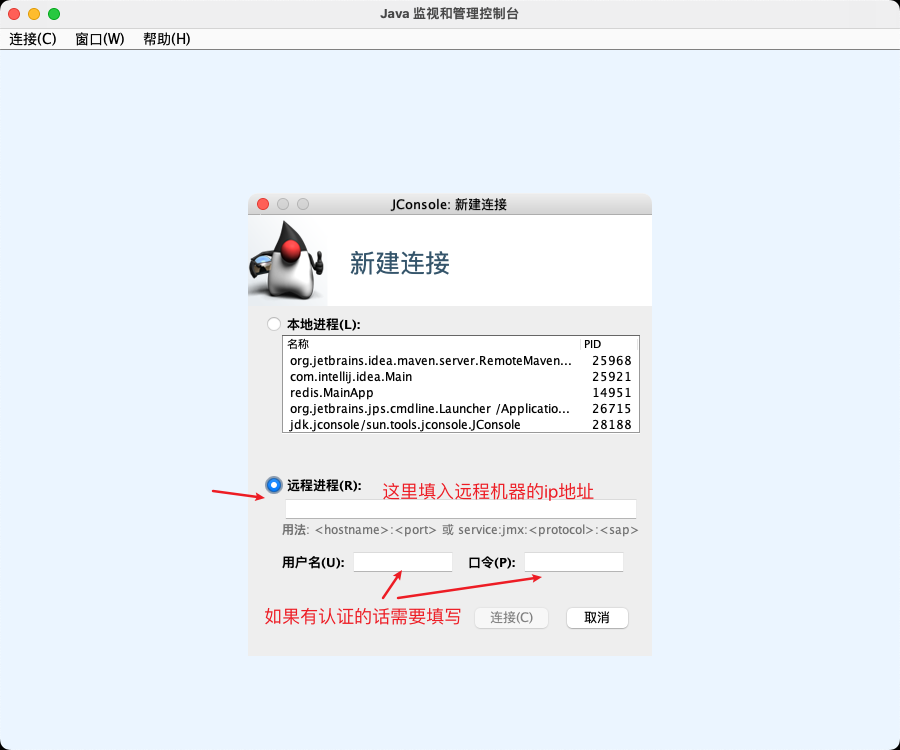 Java 监视和管理控制台
连接(C) 窗口(W) 帮助(H)
JConsole: 新建连接
新建连接
本地进程(L):
名称 PID
org.jetbrains.idea.maven.server.RemoteMaven... 25968
com.intellij.idea.Main 25921
redis.MainApp 14951
org.jetbrains.jps.cmdline.Launcher /Applicatio... 26715
jdk.jconsole/sun.tools.jconsole.JConsole 28188
远程进程(R): 这里填入远程机器的ip地址
用法: <hostname>:<port> 或 service:jmx:<protocol>:<sap>
用户名(U): 口令(P):
如果有认证的话需要填写 连接(C) 取消